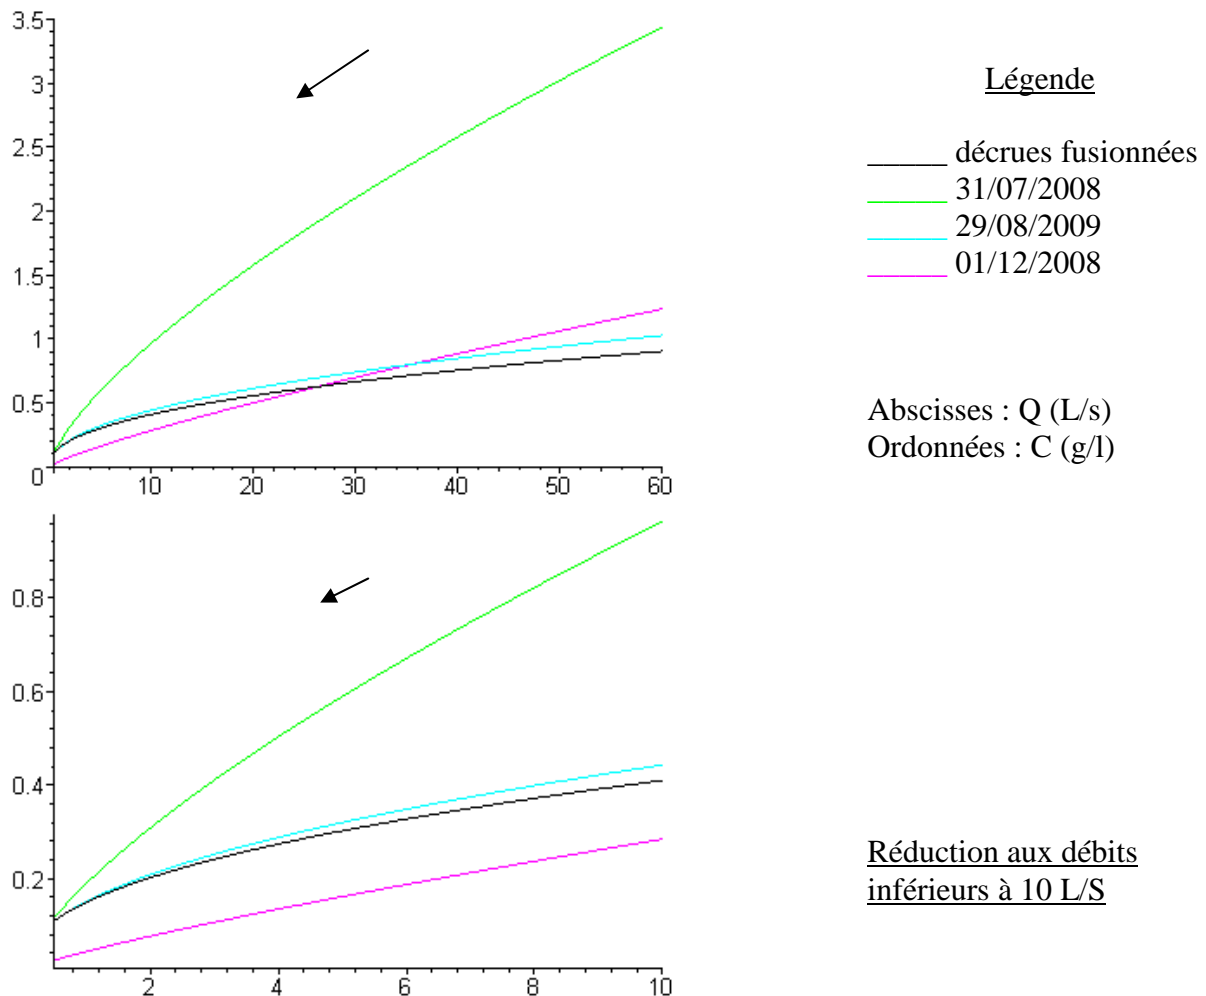 3.5
3
2.5
2
1.5
1
0.5
0
10 20 30 40 50 60
Légende
_____ décrues fusionnées
_____ 31/07/2008
_____ 29/08/2009
_____ 01/12/2008
Abscisses : Q (L/s)
Ordonnées : C (g/l)
0.8
0.6
0.4
0.2
2 4 6 8 10
Réduction aux débits
inférieurs à 10 L/S